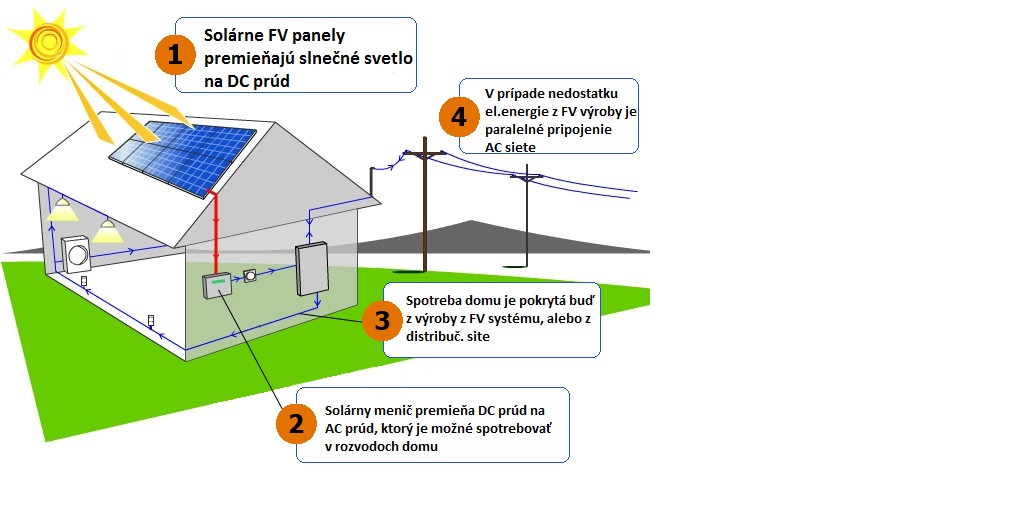 1
Solárne FV panely
premieňajú slnečné svetlo
na DC prúd
4
V prípade nedostatku
el.energie z FV výroby je
paralelné pripojenie
AC siete
3
Spotreba domu je pokrytá buď
z výroby z FV systému, alebo z
distribuč. site
2
Solárny menič premieňa DC prúd na
AC prúd, ktorý je možné spotrebovať
v rozvodoch domu